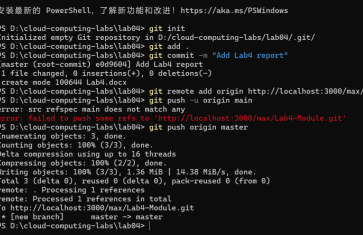 安装最新的 PowerShell，了解新功能和改进！https://aka.ms/PSWindows
PS D:\cloud-computing-labs\lab04> git init
Initialized empty Git repository in D:/cloud-computing-labs/lab04/.git/
PS D:\cloud-computing-labs\lab04> git add .
PS D:\cloud-computing-labs\lab04> git commit -m "Add Lab4 report"
[master (root-commit) e0d9604] Add Lab4 report
1 file changed, 0 insertions(+), 0 deletions(-)
create mode 100644 Lab4.docx
PS D:\cloud-computing-labs\lab04> git remote add origin http://localhost:3000/max/
PS D:\cloud-computing-labs\lab04> git push -u origin main
error: src refspec main does not match any
error: failed to push some refs to 'http://localhost:3000/max/Lab4-Module.git'
PS D:\cloud-computing-labs\lab04> git push origin master
Enumerating objects: 3, done.
Counting objects: 100% (3/3), done.
Delta compression using up to 16 threads
Compressing objects: 100% (2/2), done.
Writing objects: 100% (3/3), 1.36 MiB | 14.38 MiB/s, done.
Total 3 (delta 0), reused 0 (delta 0), pack-reused 0 (from 0)
remote: . Processing 1 references
remote: Processed 1 references in total
To http://localhost:3000/max/Lab4-Module.git
* [new branch] master -> master
PS D:\cloud-computing-labs\lab04>